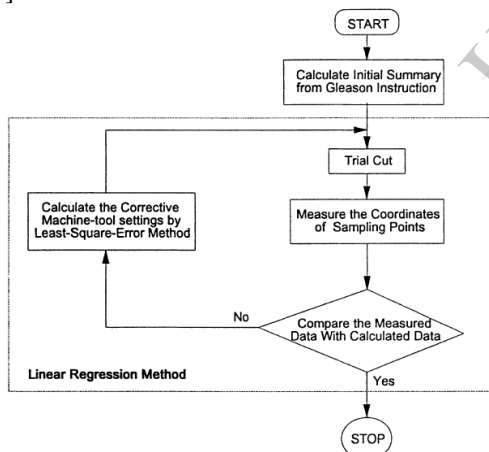 START
Calculate Initial Summary
from Gleason Instruction
Trial Cut
Calculate the Corrective
Machine-tool settings by
Least-Square-Error Method
Measure the Coordinates
of Sampling Points
No
Compare the Measured
Data With Calculated Data
Linear Regression Method
Yes
STOP